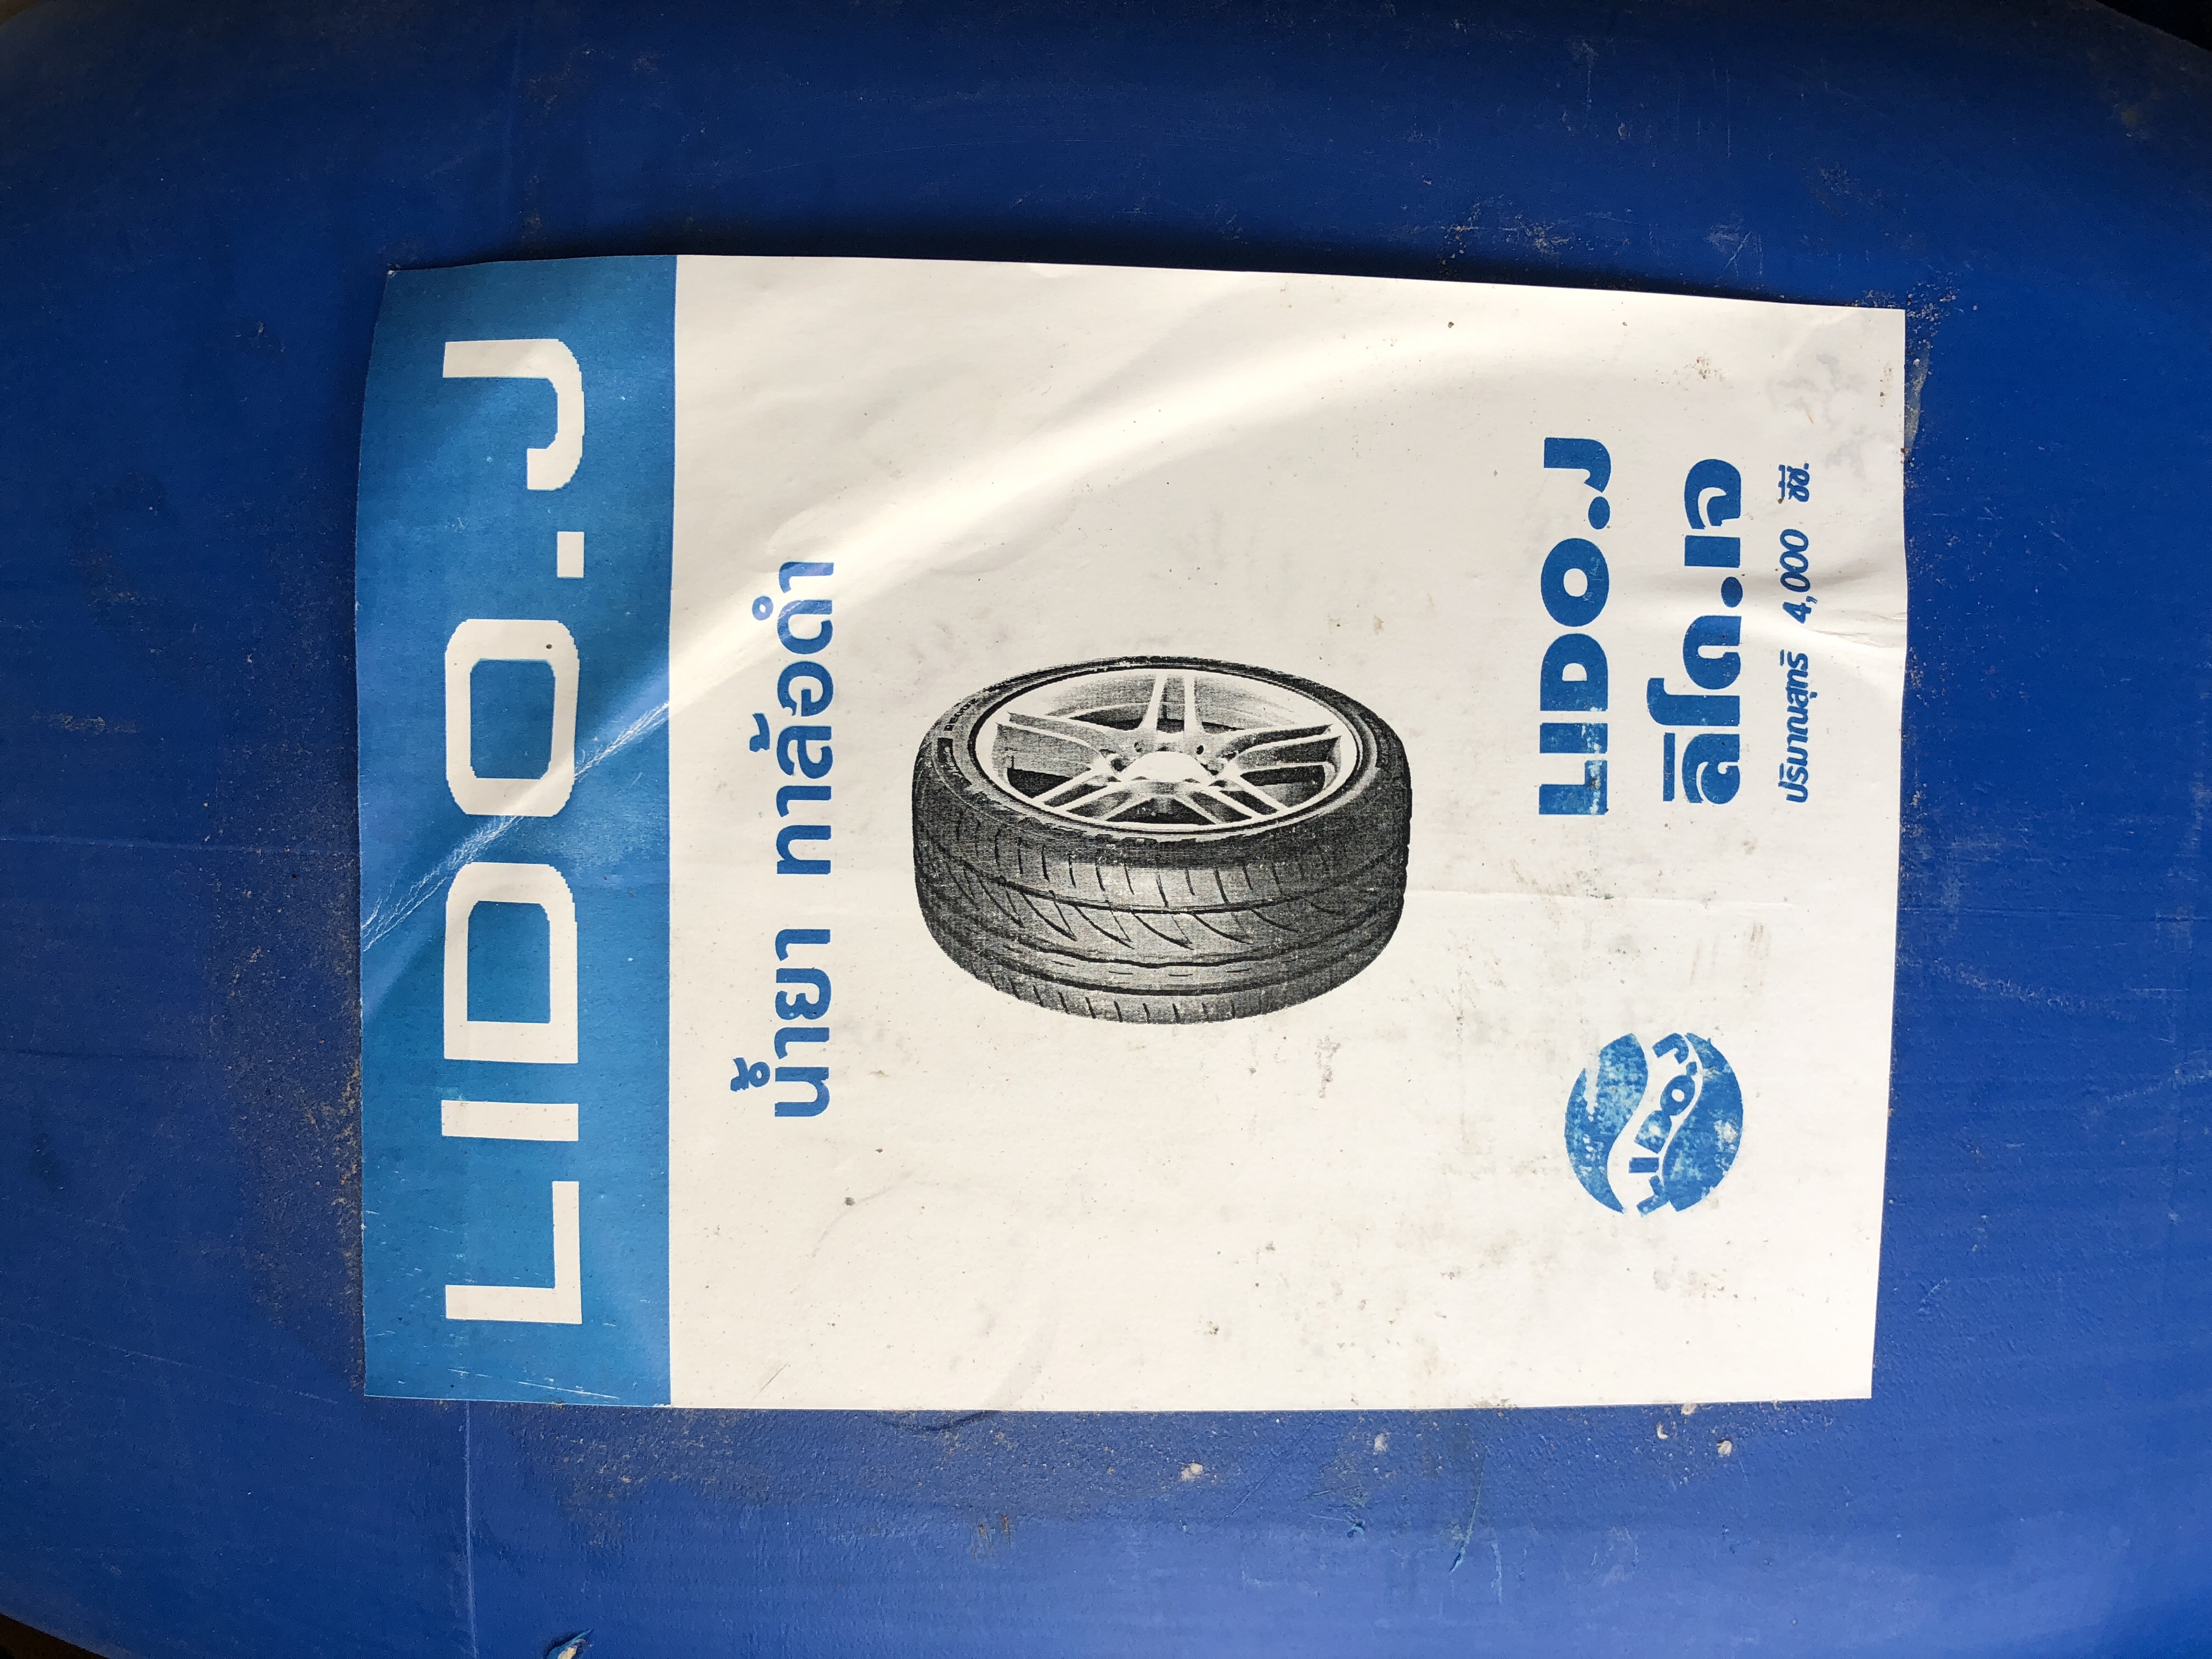 LIDO.J
น้ำยา ทาล้อดำ
LIDO.J
LIDO.J
ลิโด.เจ
ปริมาณสุทธิ 4,000 ซีซี.